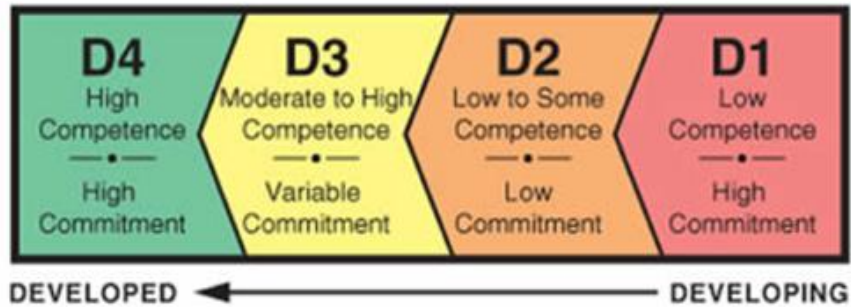 D4
High
Competence
High
Commitment
D3
Moderate to High
Competence
Variable
Commitment
D2
Low to Some
Competence
Low
Commitment
D1
Low
Competence
High
Commitment
DEVELOPED
DEVELOPING